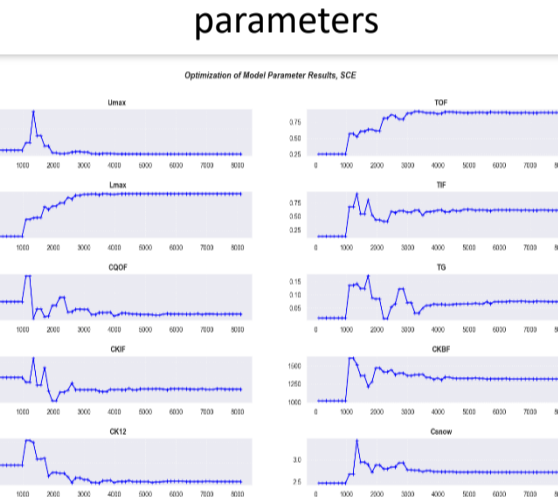 parameters
Optimization of Model Parameter Results, SCE
Umax
1000 2000 3000 4000 5000 6000 7000 8000
TOF
0.75
0.50
0.25
0 1000 2000 3000 4000 5000 6000 7000
Lmax
1000 2000 3000 4000 5000 6000 7000 8000
TIF
0.75
0.50
0.25
0 1000 2000 3000 4000 5000 6000 7000
CQOF
1000 2000 3000 4000 5000 6000 7000 8000
TG
0.15
0.10
0.05
0 1000 2000 3000 4000 5000 6000 7000
CKIF
1000 2000 3000 4000 5000 6000 7000 8000
CKBF
1500
1250
1000
0 1000 2000 3000 4000 5000 6000 7000
CK12
1000 2000 3000 4000 5000 6000 7000 8000
Csnow
3.0
2.5
0 1000 2000 3000 4000 5000 6000 7000